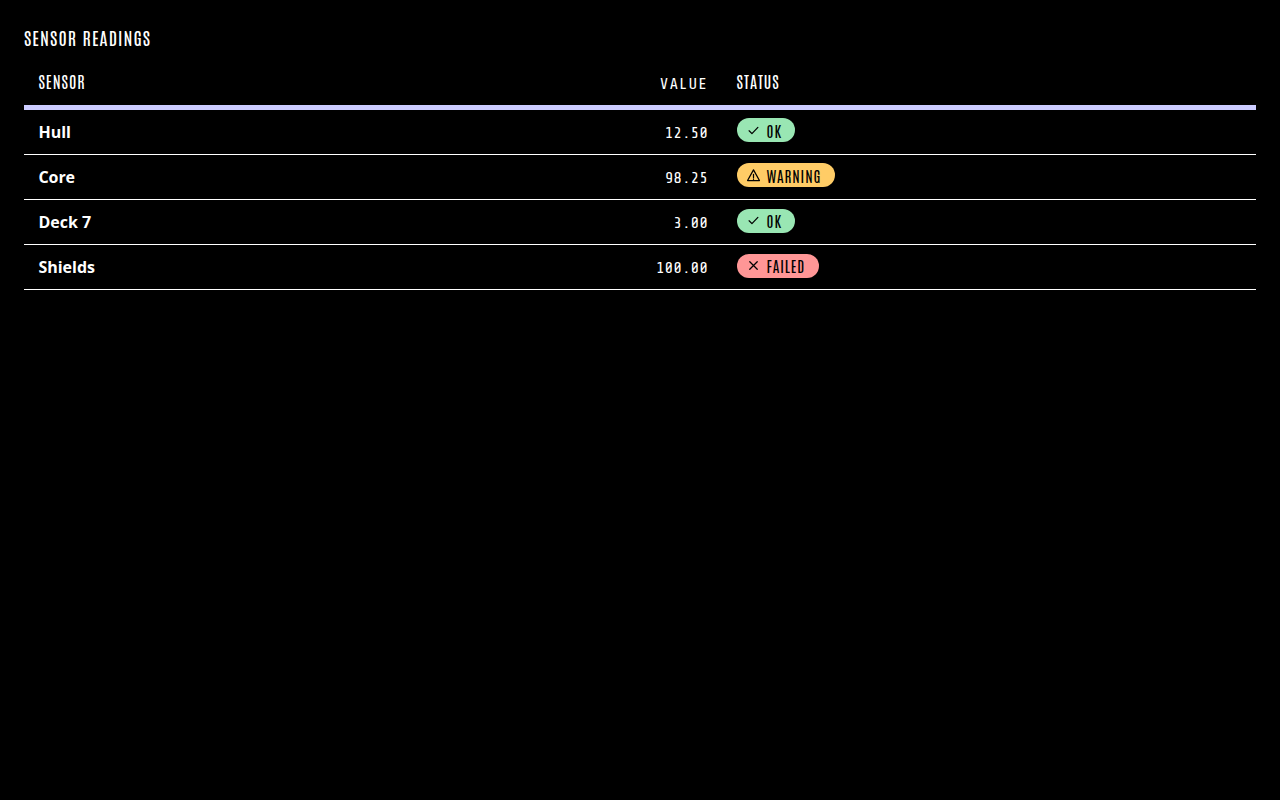 SENSOR READINGS
SENSOR VALUE STATUS
Hull 12.50 OK
Core 98.25 WARNING
Deck 7 3.00 OK
Shields 100.00 FAILED